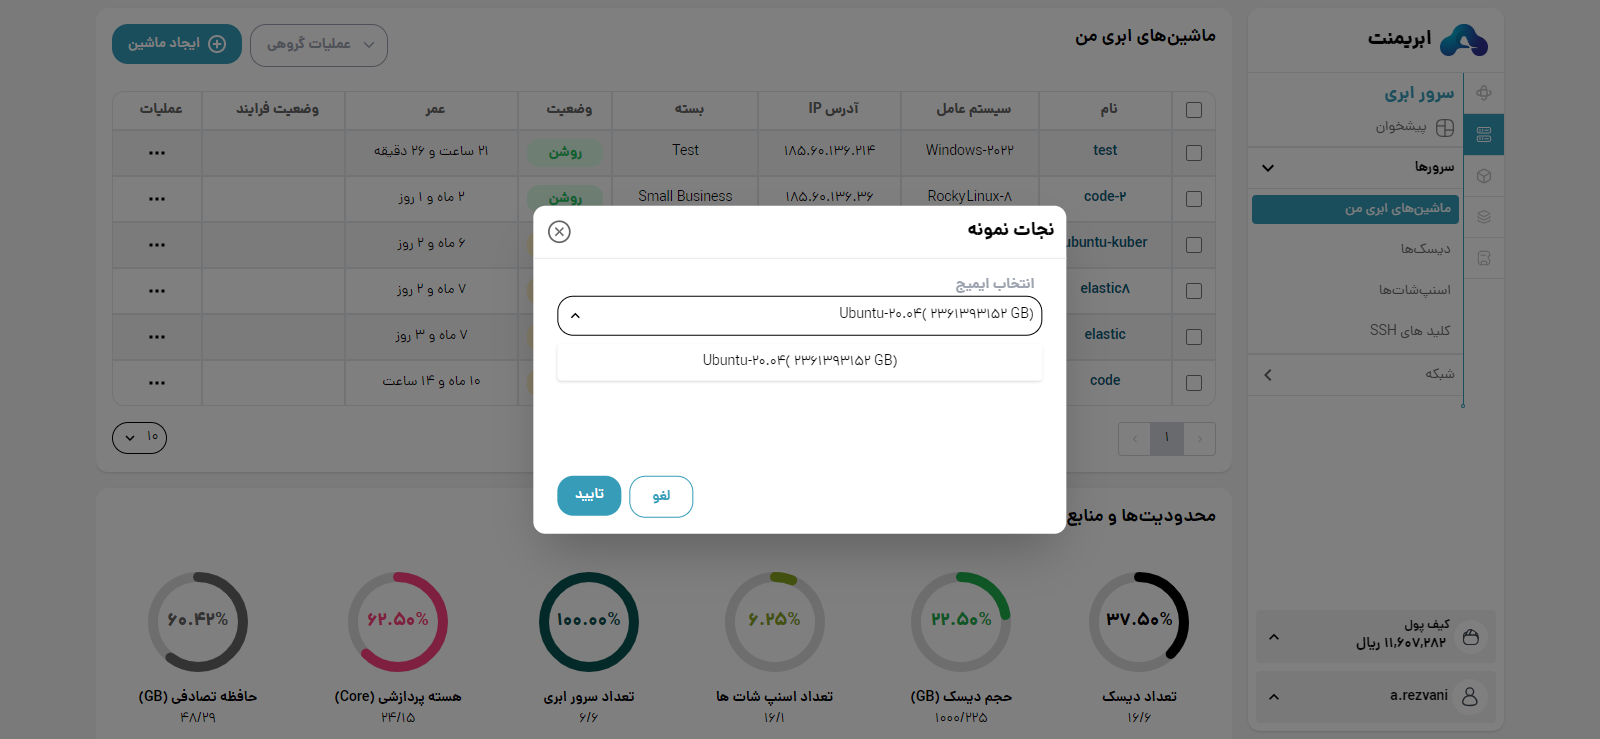 ابریمنت
سرور ابری
پیشخوان
سرورها
ماشین‌های ابری من
دیسک‌ها
اسنپ‌شات‌ها
کلید های SSH
شبکه
کیف پول
۱۱,۶۰۷,۲۸۲ ریال
a.rezvani
ماشین‌های ابری من
عملیات گروهی
ایجاد ماشین
نام سیستم عامل آدرس IP بسته وضعیت عمر وضعیت فرایند عملیات
test Windows-۲۰۲۲ ۱۸۵.۶۰.۱۳۶.۲۱۴ Test روشن ۲۱ ساعت و ۲۶ دقیقه
code-۲ RockyLinux-۸ ۱۸۵.۶۰.۱۳۶.۳۶ Small Business روشن ۲ ماه و ۱ روز
ubuntu-kuber ۶ ماه و ۲ روز
elastic۸ ۷ ماه و ۲ روز
elastic ۷ ماه و ۳ روز
code ۱۰ ماه و ۱۴ ساعت
۱
۱۰
نجات نمونه
انتخاب ایمیج
Ubuntu-۲۰.۰۴( ۲۳۶۱۳۹۳۱۵۲ GB)
Ubuntu-۲۰.۰۴( ۲۳۶۱۳۹۳۱۵۲ GB)
لغو
تایید
محدودیت‌ها و منابع
۳۷.۵۰% ۲۲.۵۰% ۶.۲۵% ۱۰۰.۰۰% ۶۲.۵۰% ۶۰.۴۲%
تعداد دیسک حجم دیسک (GB) تعداد اسنپ شات ها تعداد سرور ابری هسته پردازشی (Core) حافظه تصادفی (GB)
۱۶/۶ ۱۰۰۰/۲۲۵ ۱۶/۱ ۶/۶ ۲۴/۱۵ ۴۸/۲۹